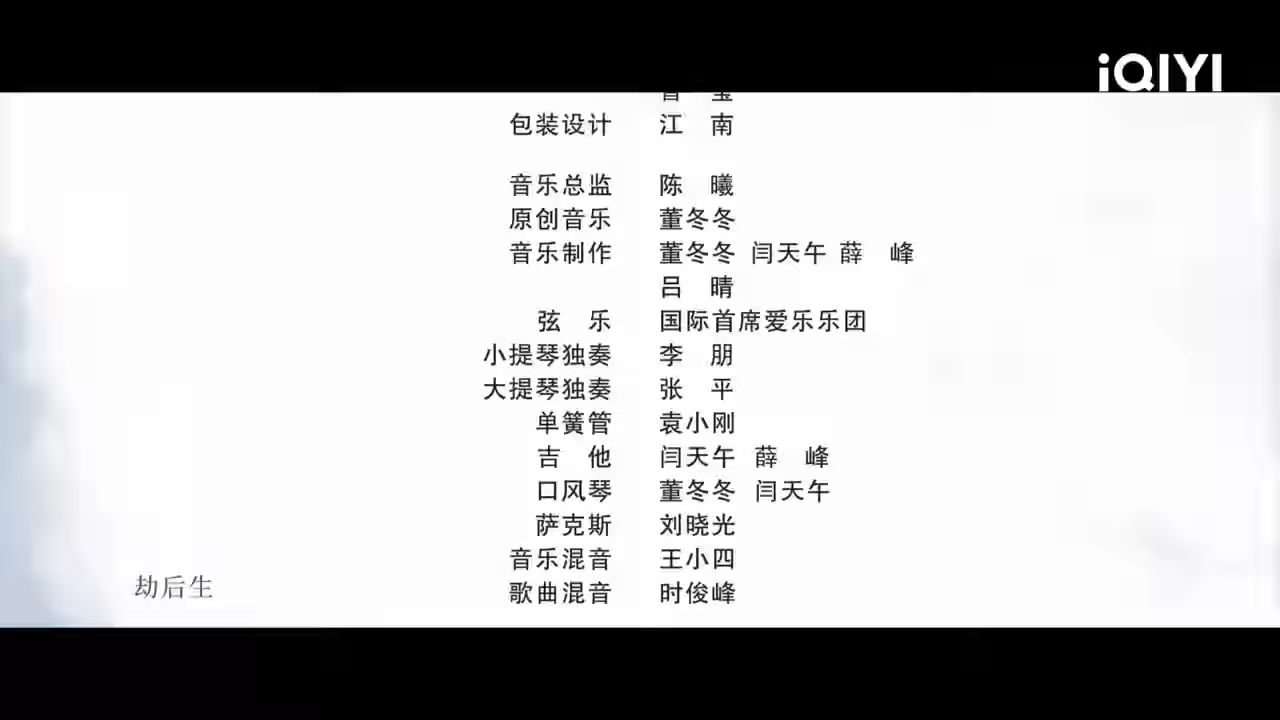 iQIYI
包装设计 江 南
音乐总监 陈 曦
原创音乐 董冬冬
音乐制作 董冬冬 闫天午 薛 峰
吕 晴
弦 乐 国际首席爱乐乐团
小提琴独奏 李 朋
大提琴独奏 张 平
单簧管 袁小刚
吉 他 闫天午 薛 峰
口风琴 董冬冬 闫天午
萨克斯 刘晓光
音乐混音 王小四
歌曲混音 时俊峰
劫后生